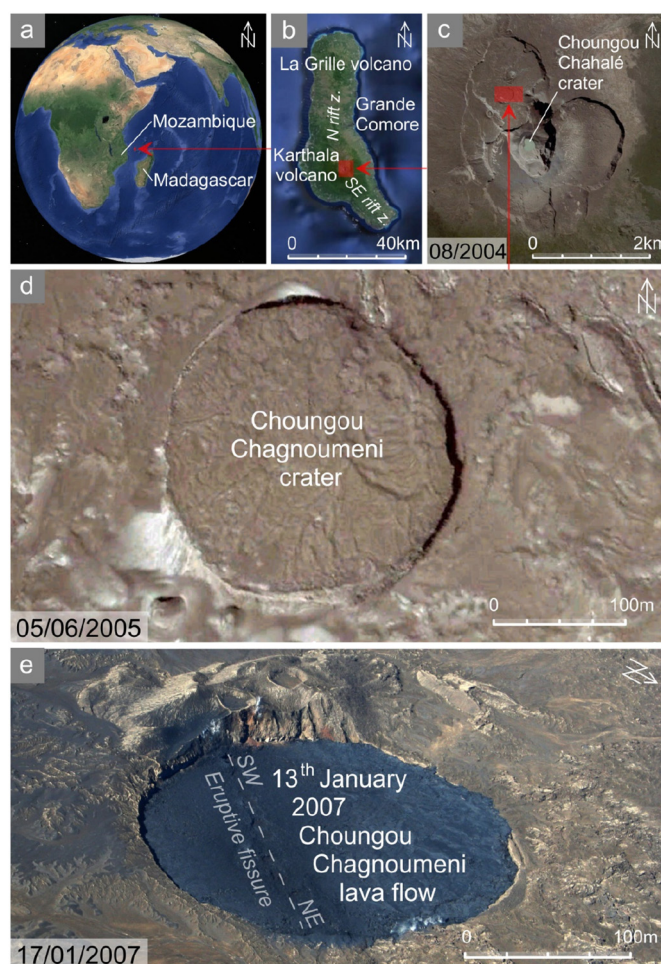 a
N
Mozambique
Madagascar
b
N
La Grille volcano
N rift z.
Grande
Comore
Karthala
volcano
SE rift z.
0 40km
c
N
Choungou
Chahalé
crater
08/2004
0 2km
d
N
Choungou
Chagnoumeni
crater
05/06/2005
0 100m
e
N
SW
Eruptive fissure
NE
13th January
2007
Choungou
Chagnoumeni
lava flow
17/01/2007
0 100m